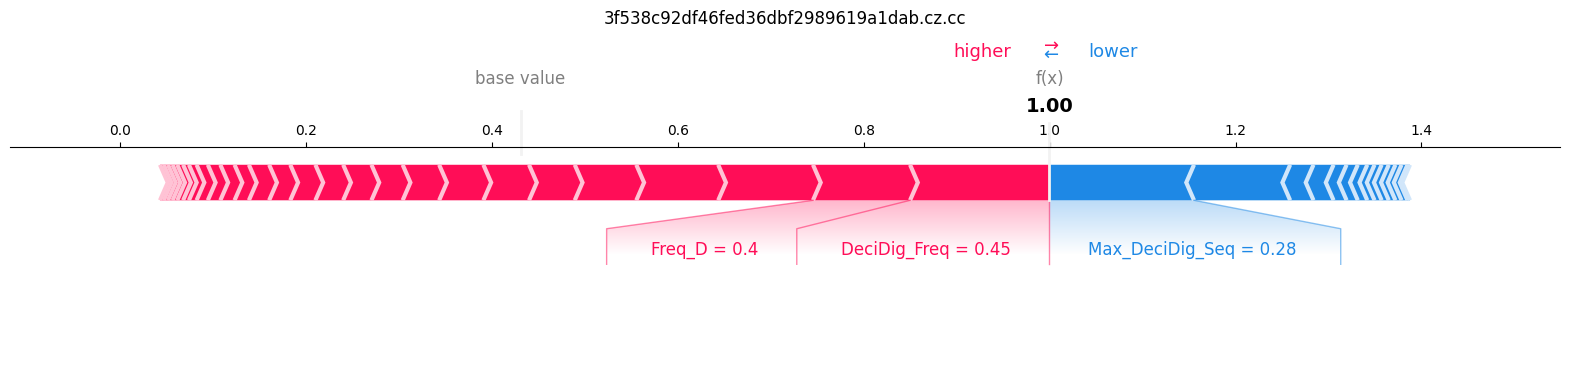 3f538c92df46fed36dbf2989619a1dab.cz.cc
higher ⇄ lower
base value f(x)
1.00
0.0 0.2 0.4 0.6 0.8 1.0 1.2 1.4
Freq_D = 0.4 DeciDig_Freq = 0.45 Max_DeciDig_Seq = 0.28